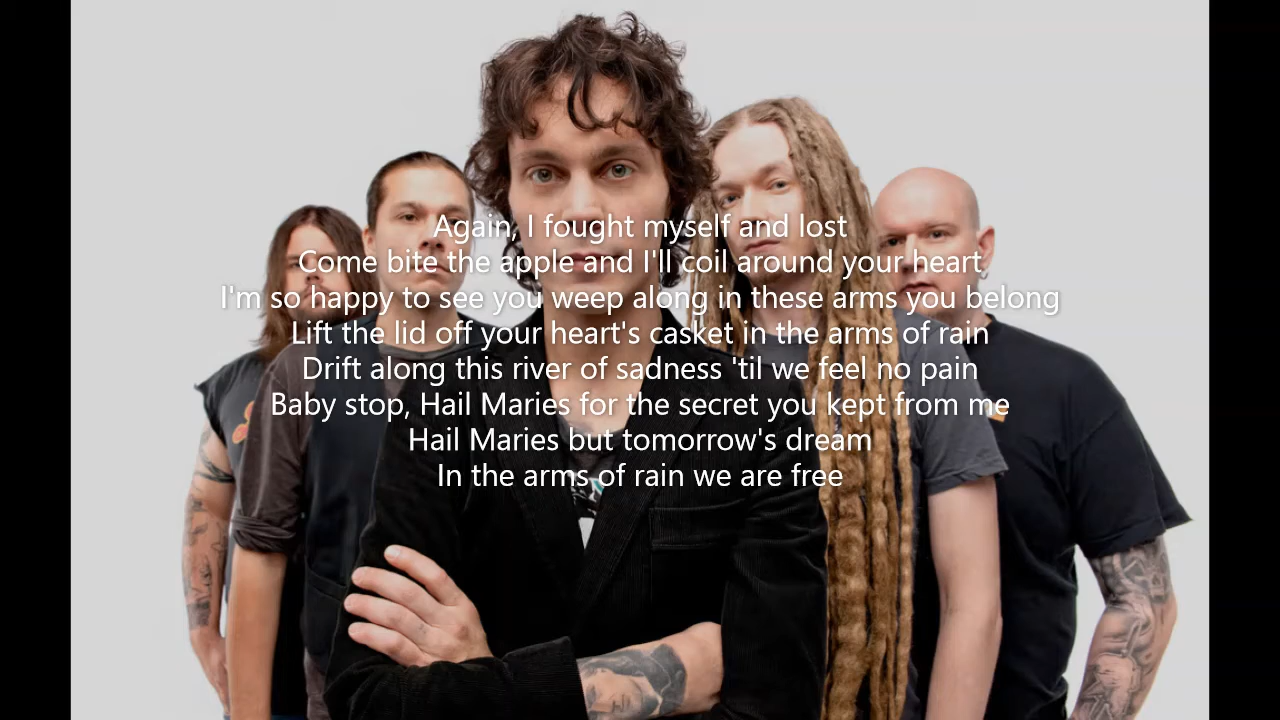 Again, I fought myself and lost
Come bite the apple and I'll coil around your heart,
I'm so happy to see you weep along in these arms you belong
Lift the lid off your heart's casket in the arms of rain
Drift along this river of sadness 'til we feel no pain
Baby stop, Hail Maries for the secret you kept from me
Hail Maries but tomorrow's dream
In the arms of rain we are free